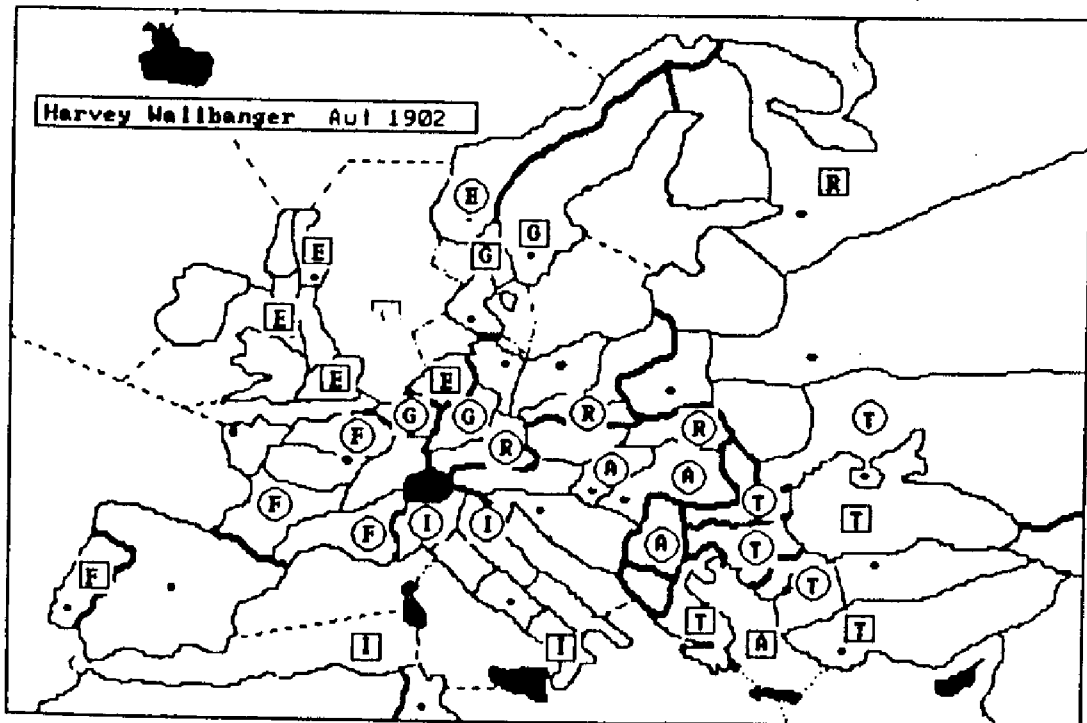 Harvey Wallbanger Aut 1902
R
E
G
E G
E
E E
G G R T
F R R
A A
F T T
F I I A T
F T
T T
I I A